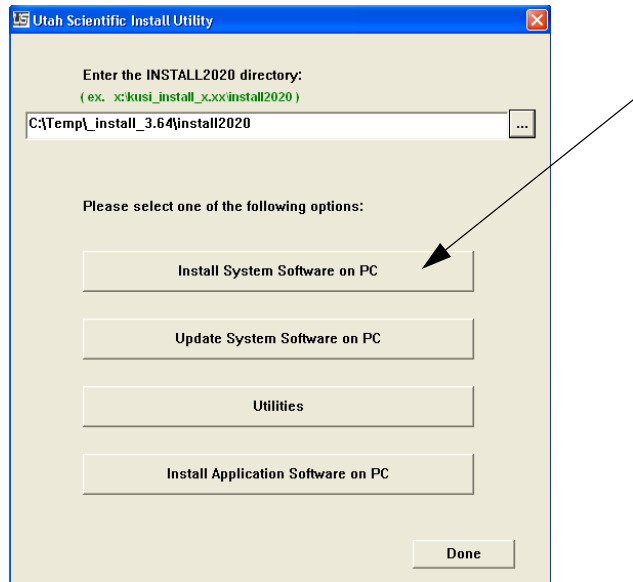 US Utah Scientific Install Utility
Enter the INSTALL2020 directory:
( ex. x:\kusi_install_x.xx\install2020 )
C:\Temp\_install_3.64\install2020
...
Please select one of the following options:
Install System Software on PC
Update System Software on PC
Utilities
Install Application Software on PC
Done